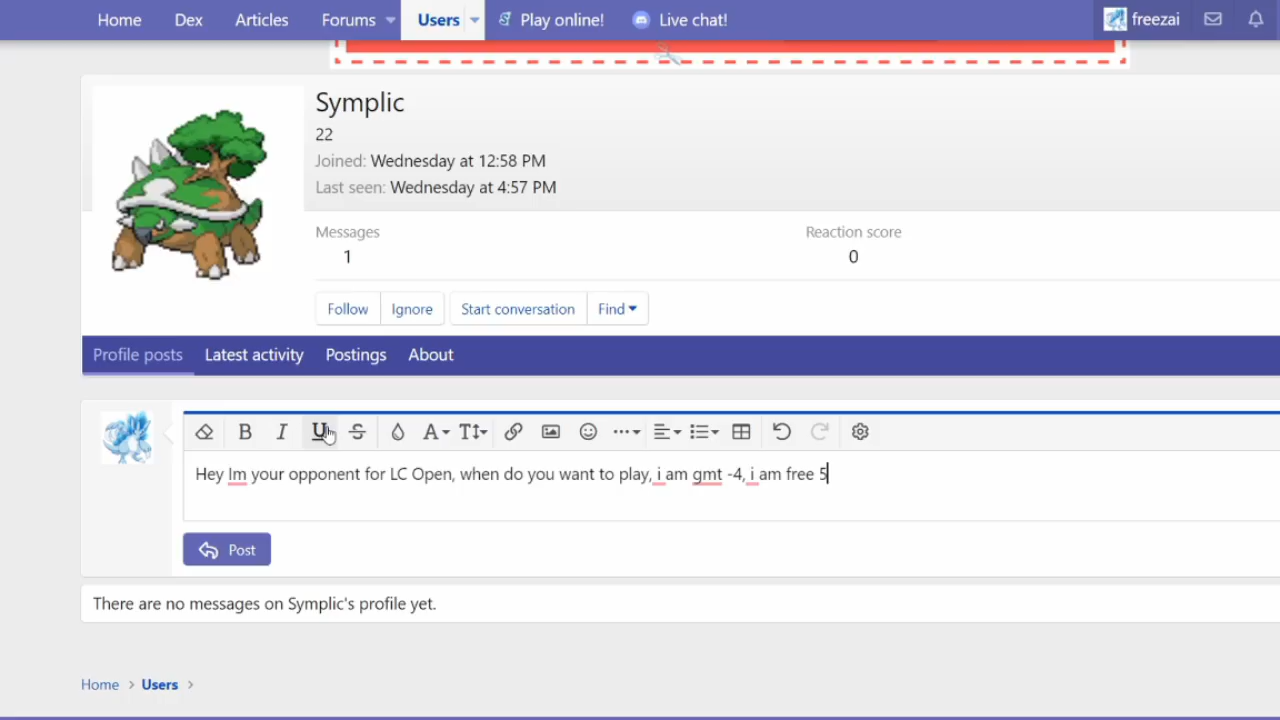 Home Dex Articles Forums Users Play online! Live chat! freezai
Symplic
22
Joined: Wednesday at 12:58 PM
Last seen: Wednesday at 4:57 PM
Messages Reaction score
1 0
Follow Ignore Start conversation Find
Profile posts Latest activity Postings About
Hey Im your opponent for LC Open, when do you want to play, i am gmt -4, i am free 5
Post
There are no messages on Symplic's profile yet.
Home > Users >